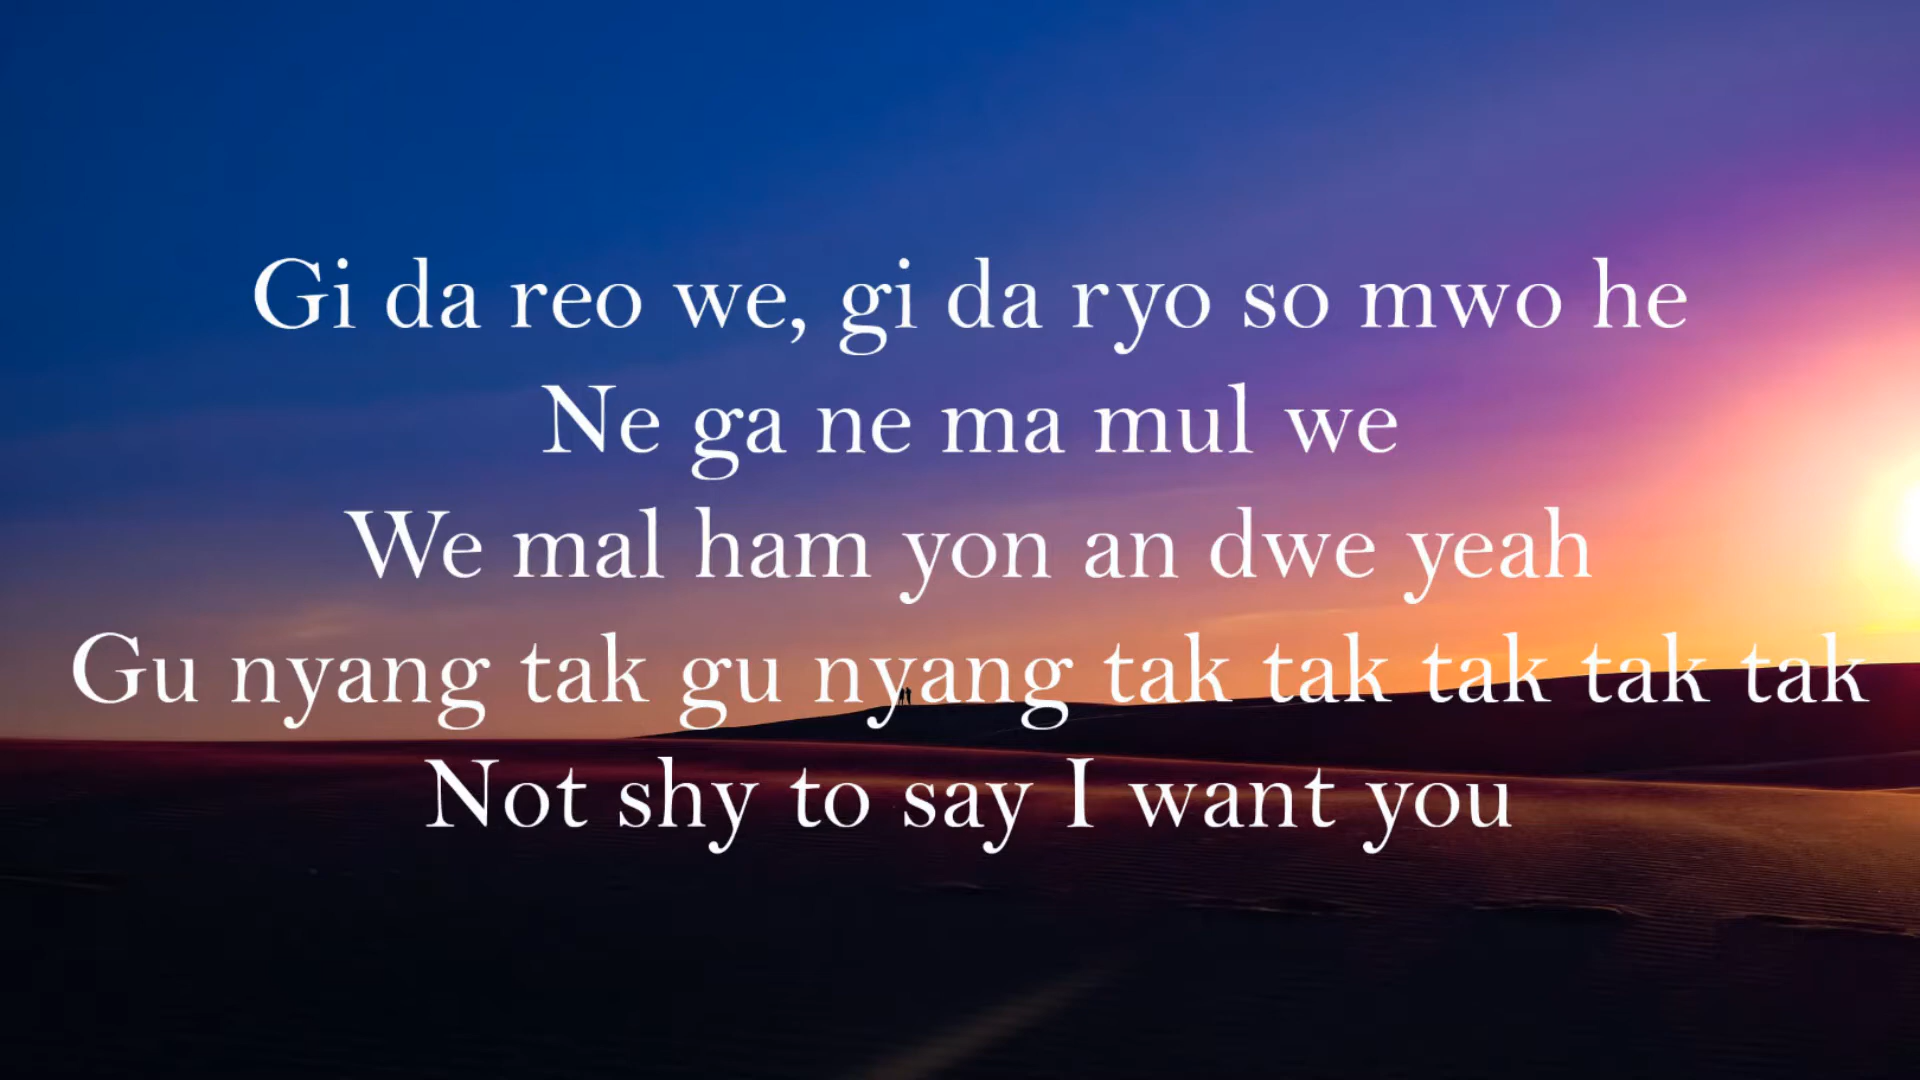 Gi da reo we, gi da ryo so mwo he
Ne ga ne ma mul we
We mal ham yon an dwe yeah
Gu nyang tak gu nyang tak tak tak tak tak
Not shy to say I want you